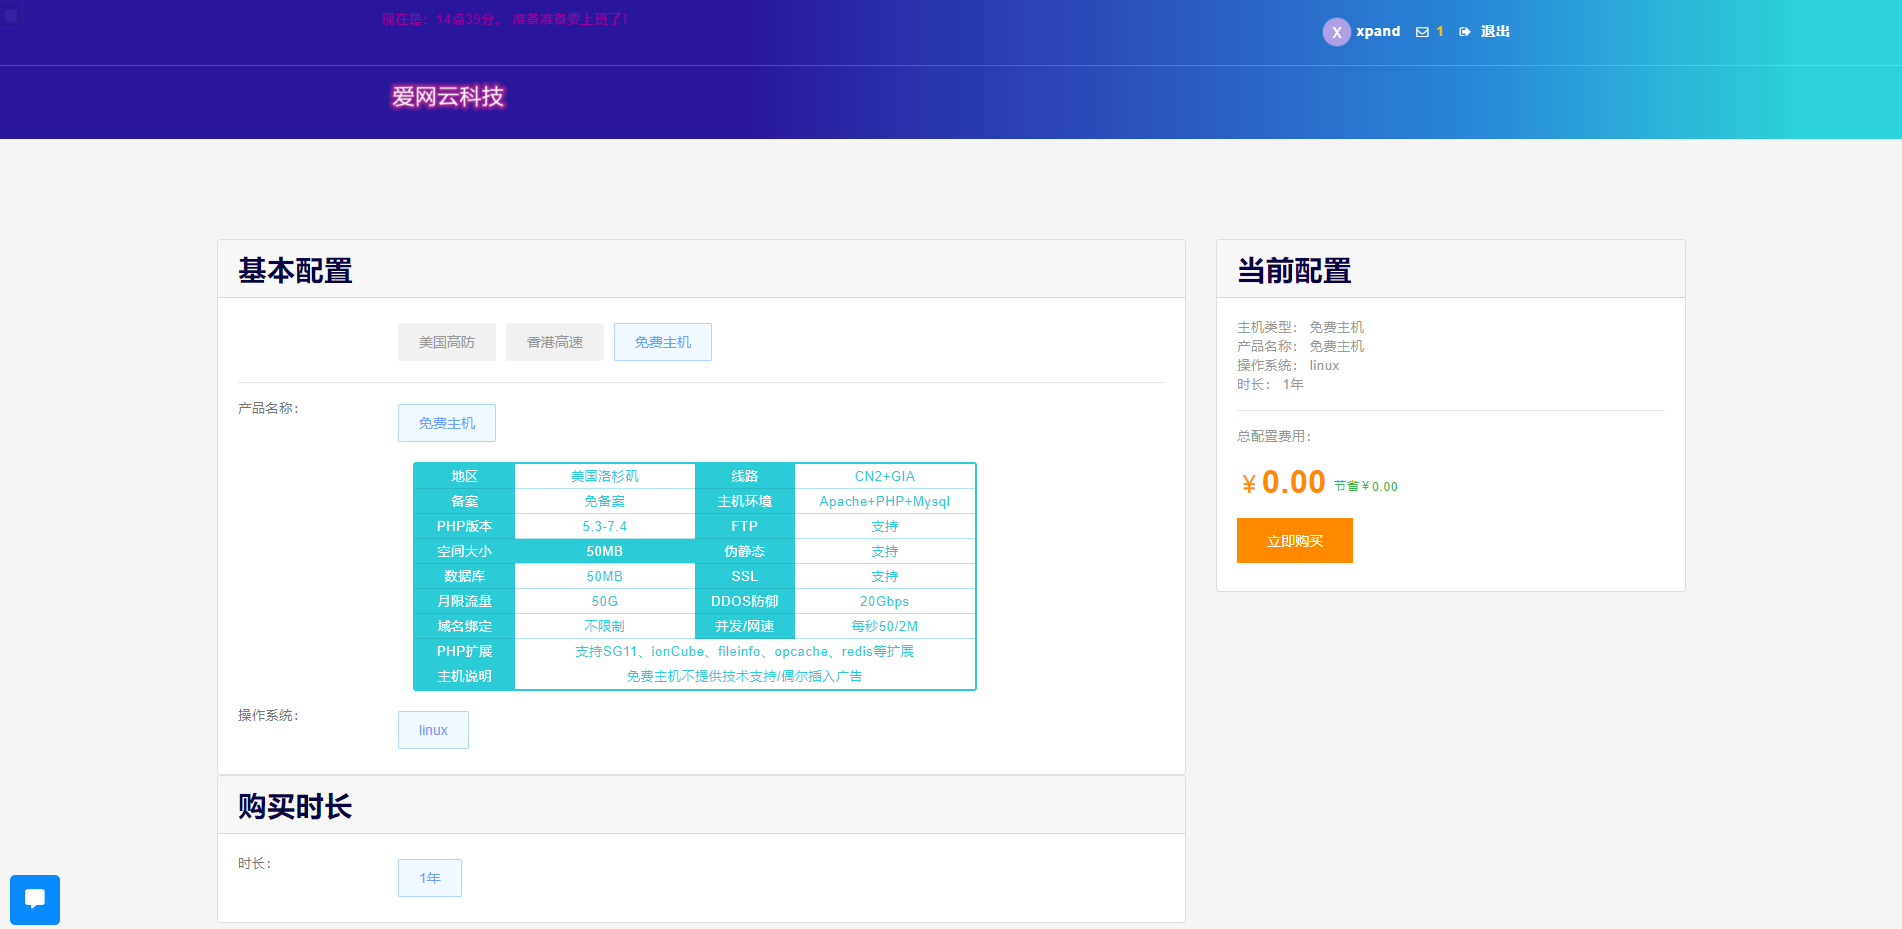 现在是：14点39分， 准备准备要上班了！
X xpand 1 退出
爱网云科技
基本配置
美国高防 香港高速 免费主机
产品名称：
免费主机
地区 美国洛杉矶 线路 CN2+GIA
备案 免备案 主机环境 Apache+PHP+Mysql
PHP版本 5.3-7.4 FTP 支持
空间大小 50MB 伪静态 支持
数据库 50MB SSL 支持
月限流量 50G DDOS防御 20Gbps
域名绑定 不限制 并发/网速 每秒50/2M
PHP扩展 支持SG11、ionCube、fileinfo、opcache、redis等扩展
主机说明 免费主机不提供技术支持/偶尔插入广告
操作系统：
linux
购买时长
时长：
1年
当前配置
主机类型： 免费主机
产品名称： 免费主机
操作系统： linux
时长： 1年
总配置费用：
￥0.00 节省￥0.00
立即购买